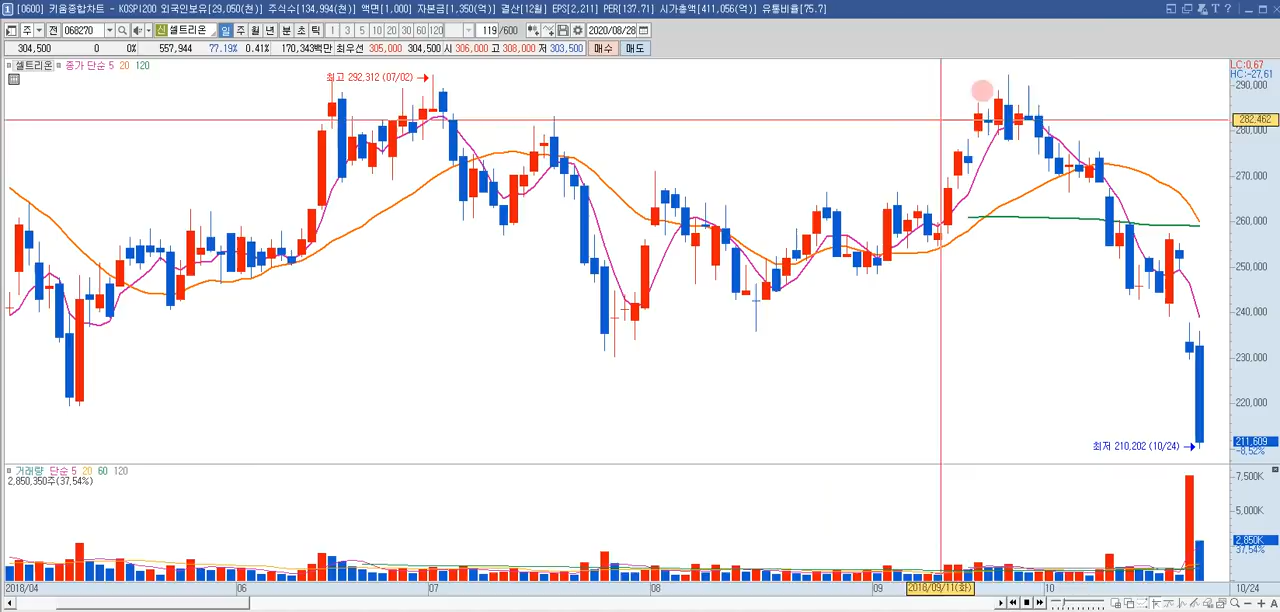 [0600] 키움종합차트 - KOSPI200 외국인보유[29,050(천)] 주식수[134,994(천)] 액면[1,000] 자본금[1,350(억)] 결산[12월] EPS[2,211] PER[137.71] 시가총액[411,056(억)] 유통비율[75.7]
주 전 068270 신 셀트리온 일 주 월 년 분 초 틱 1 3 5 10 20 30 60 120 119 /600 2020/08/28
304,500 0 0% 557,944 77.19% 0.41% 170,343백만 최우선 305,000 304,500 시 306,000 고 308,000 저 303,500 매수 매도
셀트리온 종가 단순 5 20 120
LC:0,67
HC:-27,61
최고 292,312 (07/02)
290,000
282,462
280,000
270,000
260,000
250,000
240,000
230,000
220,000
211,609
-8,52%
최저 210,202 (10/24)
거래량 단순 5 20 60 120
2,850,350주(37,54%)
7,500K
5,000K
2,850K
37,54%
2018/04 06 07 08 09 2018/09/11(화) 10 10/24